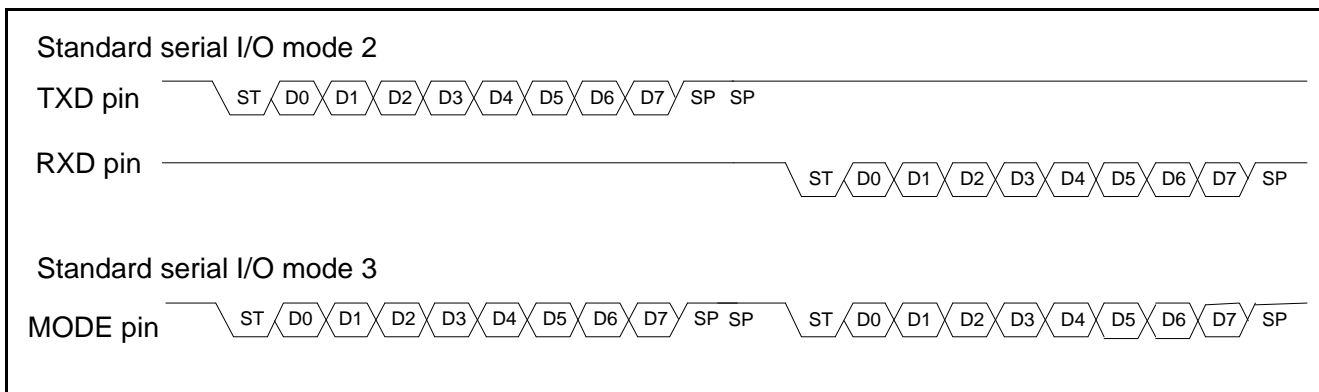 Standard serial I/O mode 2
TXD pin ST D0 D1 D2 D3 D4 D5 D6 D7 SP SP
RXD pin ST D0 D1 D2 D3 D4 D5 D6 D7 SP
Standard serial I/O mode 3
MODE pin ST D0 D1 D2 D3 D4 D5 D6 D7 SP SP ST D0 D1 D2 D3 D4 D5 D6 D7 SP